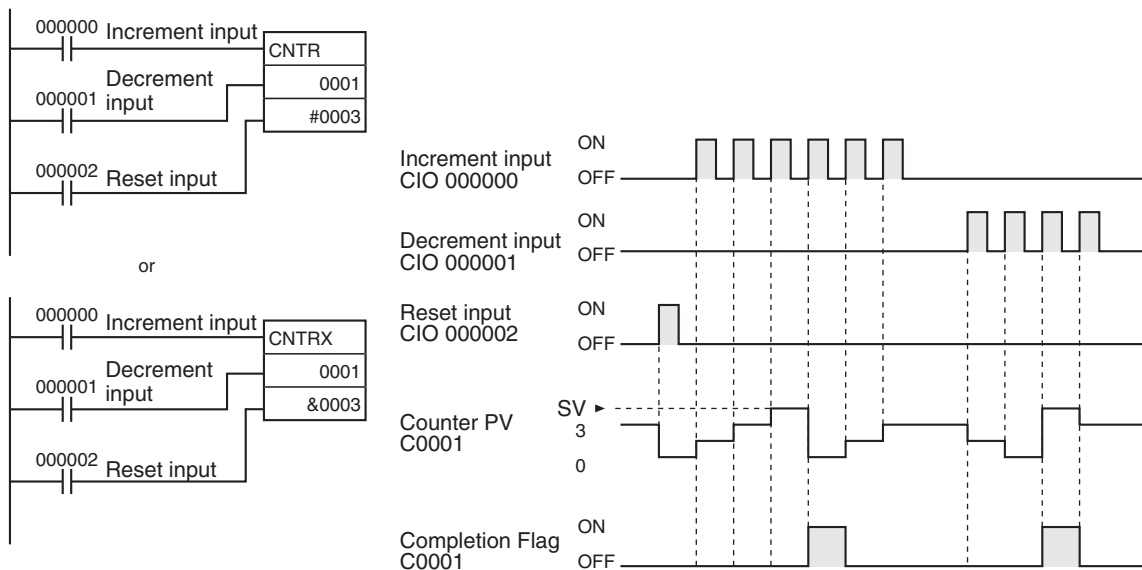 000000 Increment input
CNTR
Decrement
input
000001
0001
#0003
000002 Reset input
or
000000 Increment input
CNTRX
Decrement
input
000001
0001
&0003
000002 Reset input
Increment input
CIO 000000
ON
OFF
Decrement input
CIO 000001
ON
OFF
Reset input
CIO 000002
ON
OFF
Counter PV
C0001
SV
3
0
Completion Flag
C0001
ON
OFF